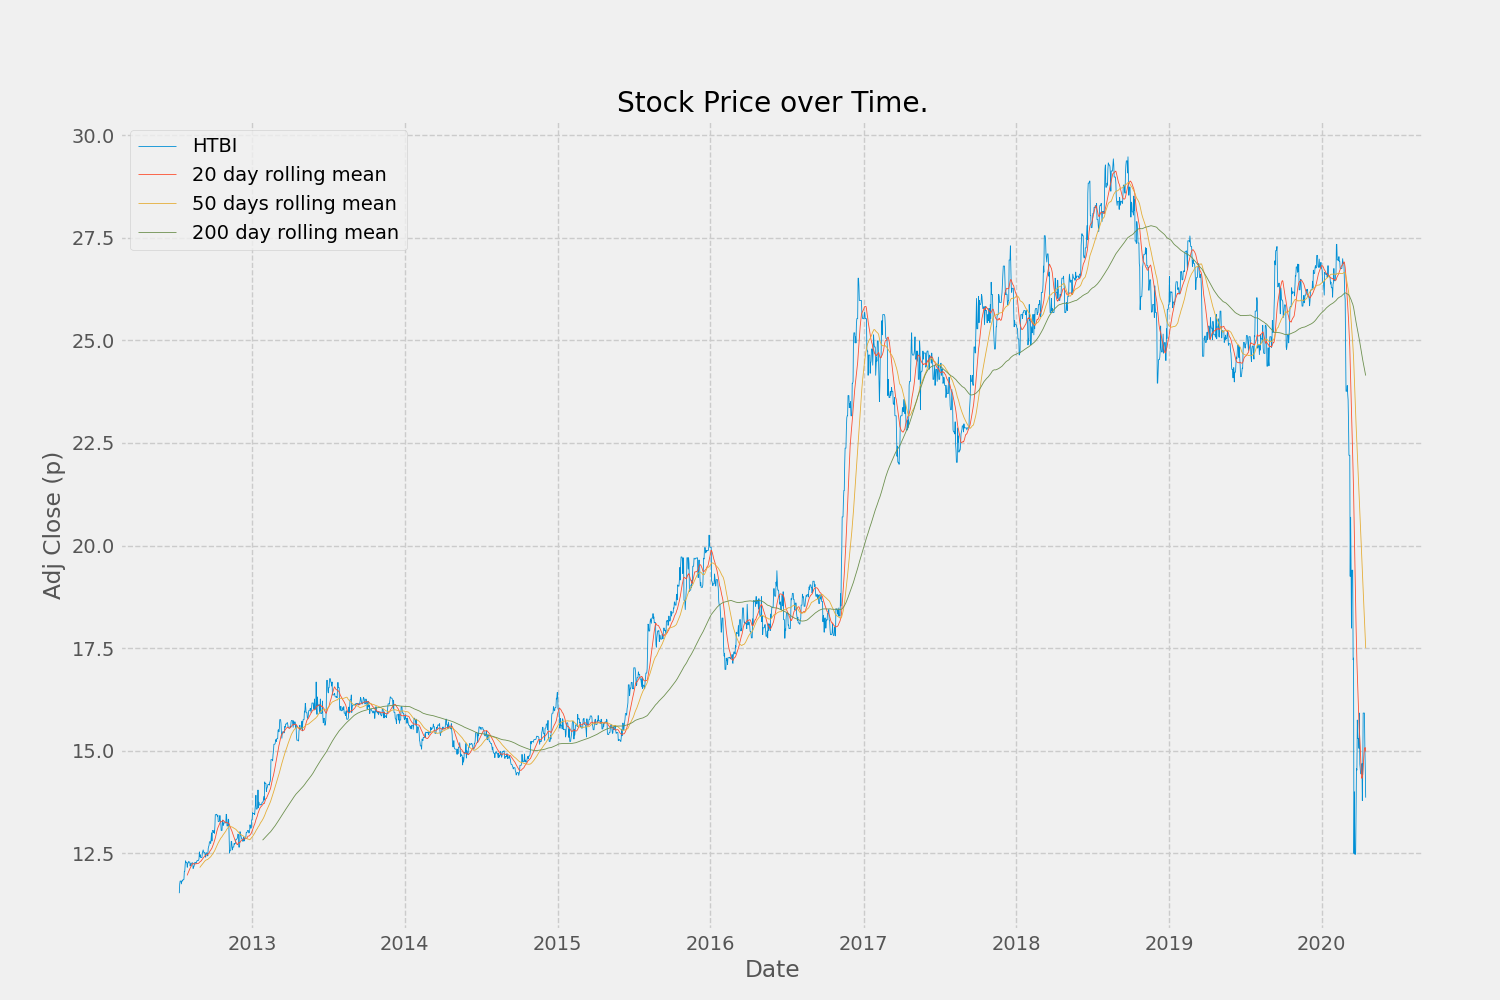 Stock Price over Time.
HTBI
20 day rolling mean
50 days rolling mean
200 day rolling mean
Adj Close (p)
30.0
27.5
25.0
22.5
20.0
17.5
15.0
12.5
2013 2014 2015 2016 2017 2018 2019 2020
Date